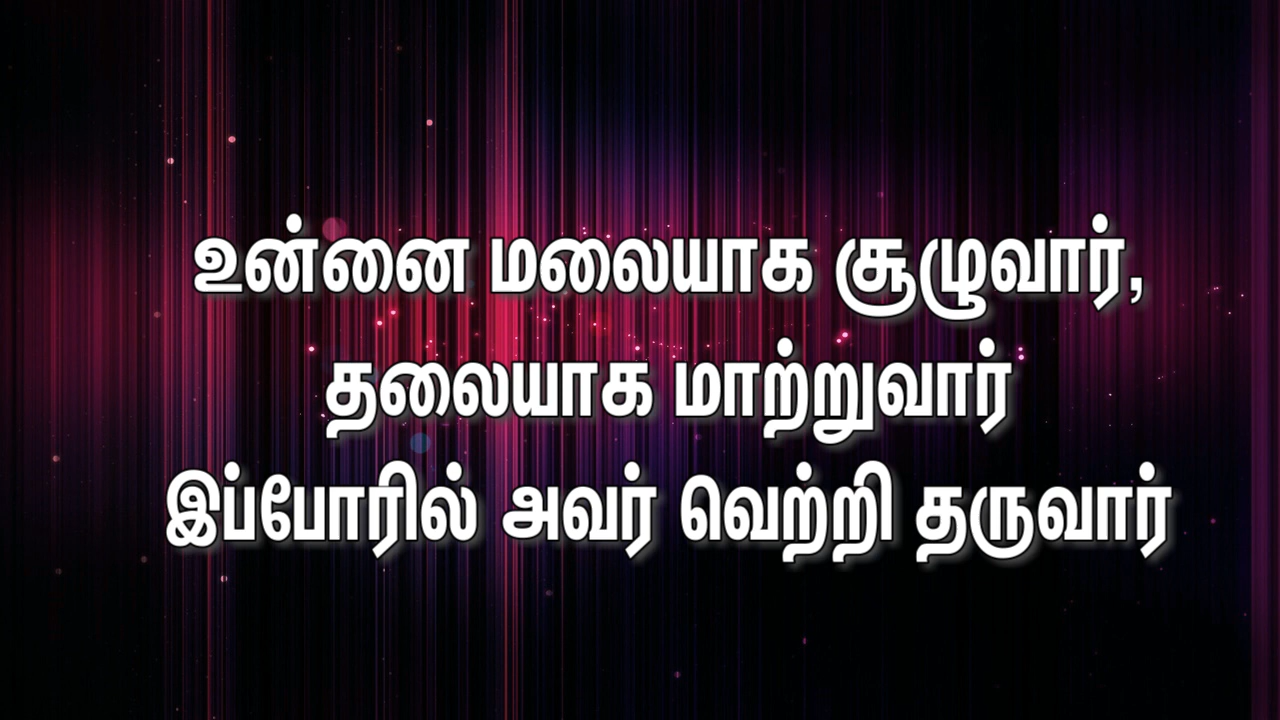 உன்னை மலையாக சூழுவார்,
தலையாக மாற்றுவார்
இப்போரில் அவர் வெற்றி தருவார்